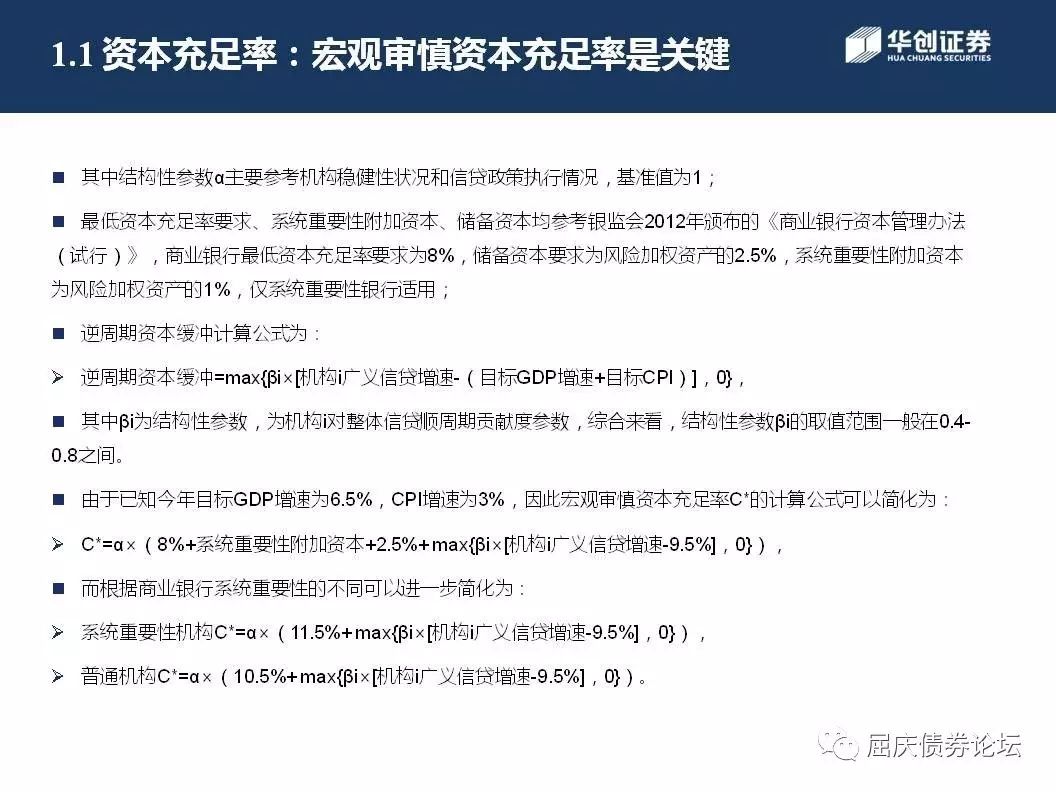 1.1 资本充足率：宏观审慎资本充足率是关键
华创证券
HUA CHUANG SECURITIES
■ 其中结构性参数α主要参考机构稳健性状况和信贷政策执行情况，基准值为1；
■ 最低资本充足率要求、系统重要性附加资本、储备资本均参考银监会2012年颁布的《商业银行资本管理办法
（试行）》，商业银行最低资本充足率要求为8%，储备资本要求为风险加权资产的2.5%，系统重要性附加资本
为风险加权资产的1%，仅系统重要性银行适用；
■ 逆周期资本缓冲计算公式为：
➢ 逆周期资本缓冲=max{βi×[机构i广义信贷增速-（目标GDP增速+目标CPI）]，0}，
■ 其中βi为结构性参数，为机构i对整体信贷顺周期贡献度参数，综合来看，结构性参数βi的取值范围一般在0.4-
0.8之间。
■ 由于已知今年目标GDP增速为6.5%，CPI增速为3%，因此宏观审慎资本充足率C*的计算公式可以简化为：
➢ C*=α×（8%+系统重要性附加资本+2.5%+max{βi×[机构i广义信贷增速-9.5%]，0}），
■ 而根据商业银行系统重要性的不同可以进一步简化为：
➢ 系统重要性机构C*=α×（11.5%+max{βi×[机构i广义信贷增速-9.5%]，0}），
➢ 普通机构C*=α×（10.5%+max{βi×[机构i广义信贷增速-9.5%]，0}）。
屈庆债券论坛